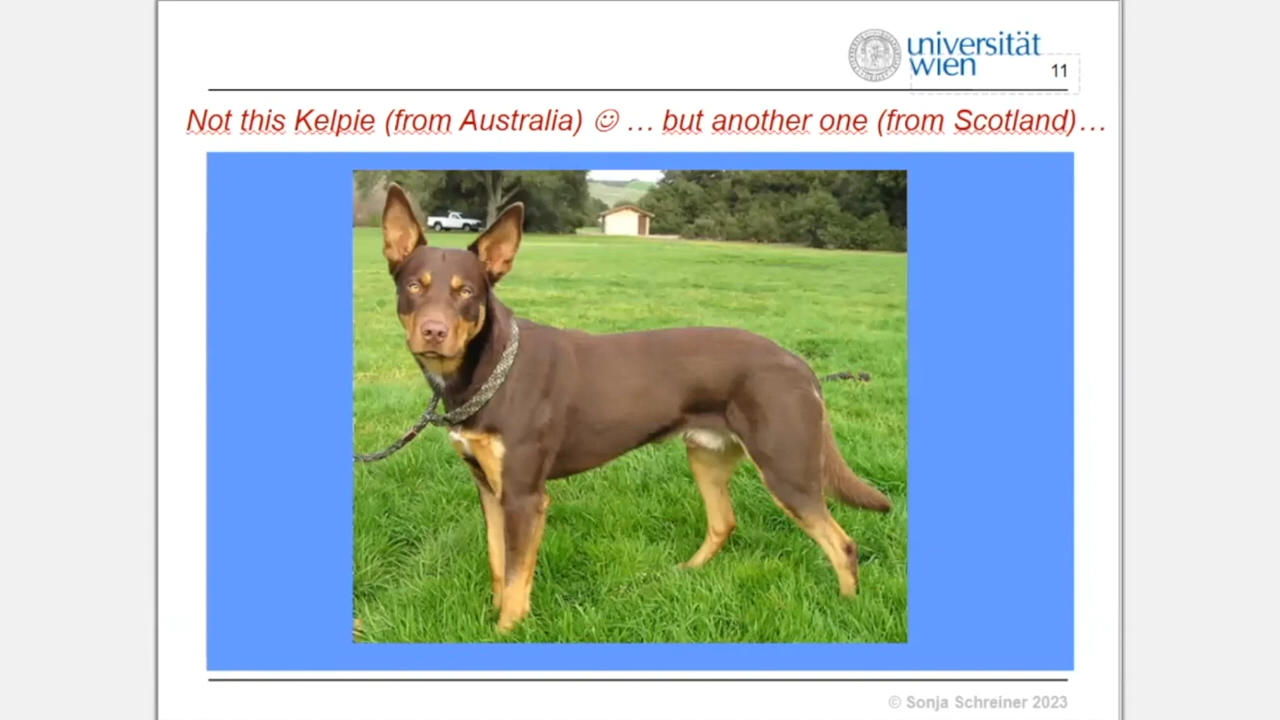 universität
wien
11
Not this Kelpie (from Australia) ☺ … but another one (from Scotland)…
© Sonja Schreiner 2023